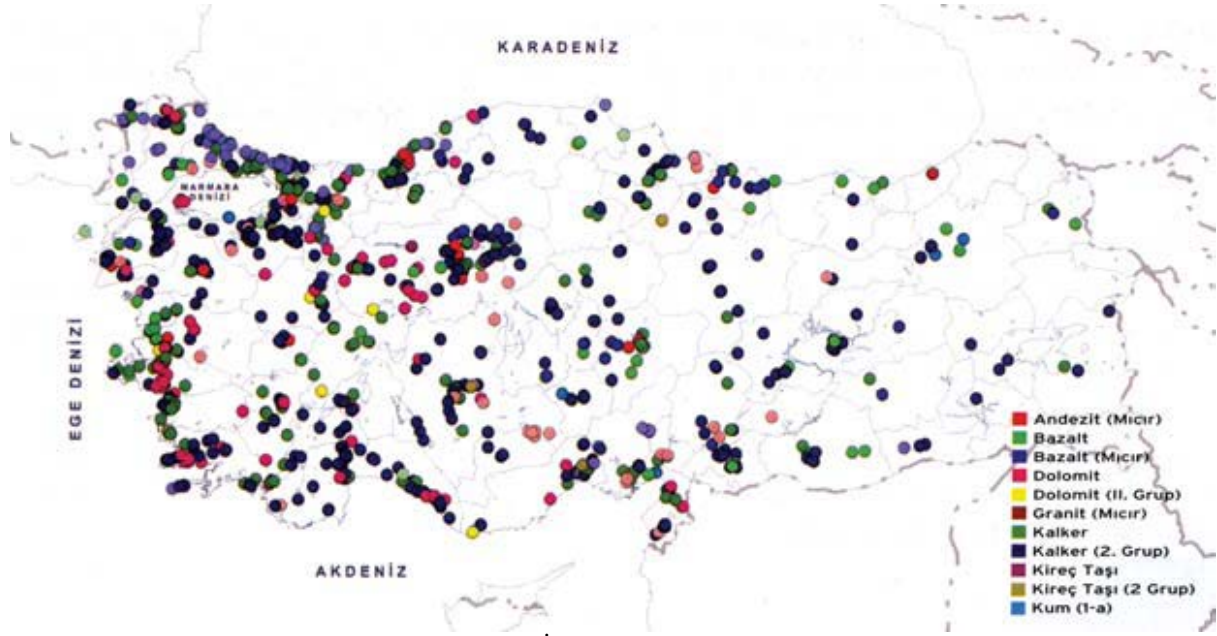 KARADENİZ
MARMARA
DENİZİ
EGE DENİZİ
AKDENİZ
Andezit (Mıcır)
Bazalt
Bazalt (Mıcır)
Dolomit
Dolomit (II. Grup)
Granit (Mıcır)
Kalker
Kalker (2. Grup)
Kireç Taşı
Kireç Taşı (2 Grup)
Kum (1-a)